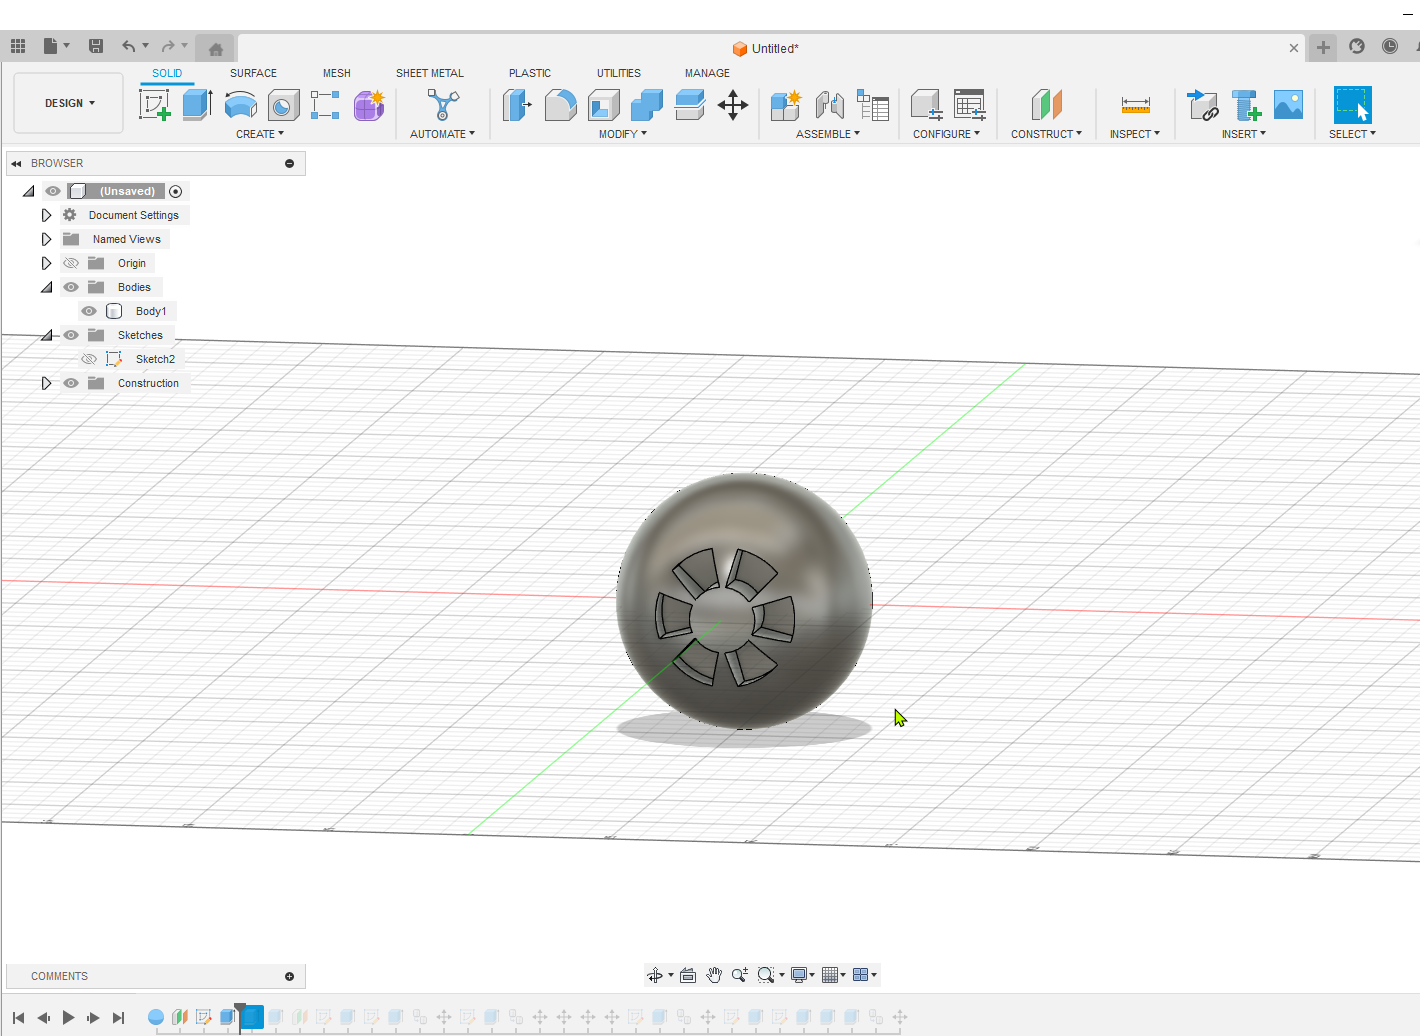 Untitled*
SOLID SURFACE MESH SHEET METAL PLASTIC UTILITIES MANAGE
DESIGN
CREATE AUTOMATE MODIFY ASSEMBLE CONFIGURE CONSTRUCT INSPECT INSERT SELECT
BROWSER
(Unsaved)
Document Settings
Named Views
Origin
Bodies
Body1
Sketches
Sketch2
Construction
COMMENTS